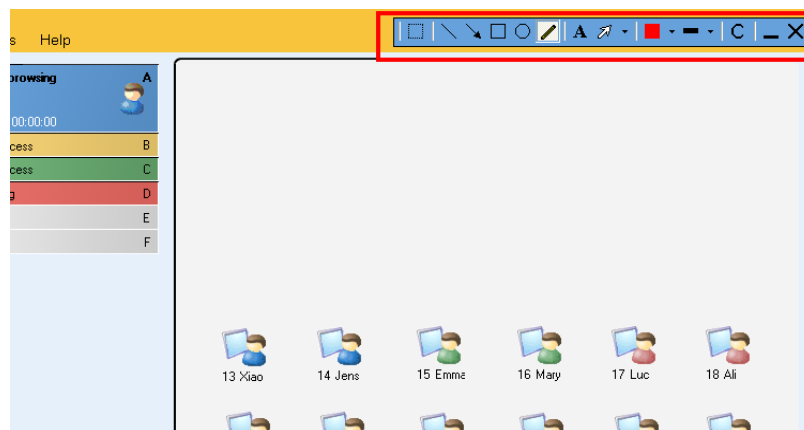 s Help
A C
browsing A
00:00:00
cess B
cess C
g D
E
F
13 Xiao 14 Jens 15 Emma 16 Mary 17 Luc 18 Ali